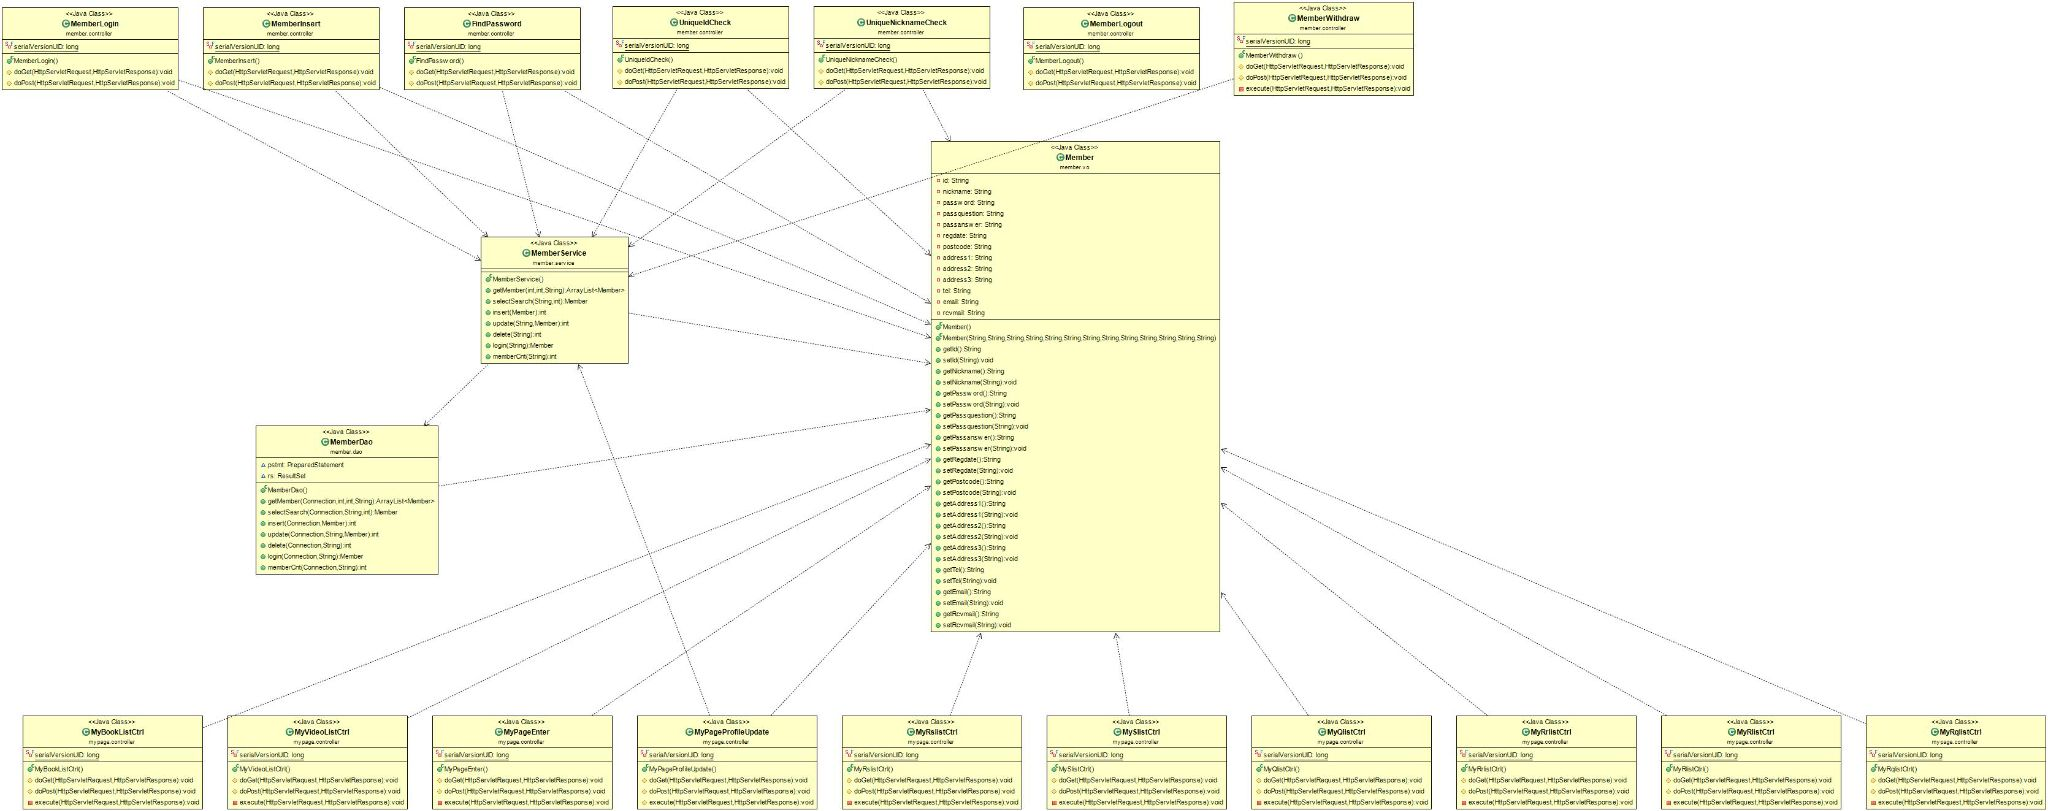 <<Java Class>>
MemberLogin
member.controller
serialVersionUID: long
MemberLogin()
doGet(HttpServletRequest,HttpServletResponse):void
doPost(HttpServletRequest,HttpServletResponse):void
<<Java Class>>
MemberInsert
member.controller
serialVersionUID: long
MemberInsert()
doGet(HttpServletRequest,HttpServletResponse):void
doPost(HttpServletRequest,HttpServletResponse):void
<<Java Class>>
FindPassword
member.controller
serialVersionUID: long
FindPassword()
doGet(HttpServletRequest,HttpServletResponse):void
doPost(HttpServletRequest,HttpServletResponse):void
<<Java Class>>
UniqueIdCheck
member.controller
serialVersionUID: long
UniqueIdCheck()
doGet(HttpServletRequest,HttpServletResponse):void
doPost(HttpServletRequest,HttpServletResponse):void
<<Java Class>>
UniqueNicknameCheck
member.controller
serialVersionUID: long
UniqueNicknameCheck()
doGet(HttpServletRequest,HttpServletResponse):void
doPost(HttpServletRequest,HttpServletResponse):void
<<Java Class>>
MemberLogout
member.controller
serialVersionUID: long
MemberLogout()
doGet(HttpServletRequest,HttpServletResponse):void
doPost(HttpServletRequest,HttpServletResponse):void
<<Java Class>>
MemberWithdraw
member.controller
serialVersionUID: long
MemberWithdraw()
doGet(HttpServletRequest,HttpServletResponse):void
doPost(HttpServletRequest,HttpServletResponse):void
execute(HttpServletRequest,HttpServletResponse):void
<<Java Class>>
Member
member.vo
id: String
nickname: String
password: String
passquestion: String
passanswer: String
regdate: String
postcode: String
address1: String
address2: String
address3: String
tel: String
email: String
rcvmail: String
Member()
Member(String,String,String,String,String,String,String,String,String,String,String,String,String)
getId():String
setId(String):void
getNickname():String
setNickname(String):void
getPassword():String
setPassword(String):void
getPassquestion():String
setPassquestion(String):void
getPassanswer():String
setPassanswer(String):void
getRegdate():String
setRegdate(String):void
getPostcode():String
setPostcode(String):void
getAddress1():String
setAddress1(String):void
getAddress2():String
setAddress2(String):void
getAddress3():String
setAddress3(String):void
getTel():String
setTel(String):void
getEmail():String
setEmail(String):void
getRcvmail():String
setRcvmail(String):void
<<Java Class>>
MemberService
member.service
MemberService()
getMember(int,int,String):ArrayList<Member>
selectSearch(String,int):Member
insert(Member):int
update(String,Member):int
delete(String):int
login(String):Member
memberCnt(String):int
<<Java Class>>
MemberDao
member.dao
pstmt: PreparedStatement
rs: ResultSet
MemberDao()
getMember(Connection,int,int,String):ArrayList<Member>
selectSearch(Connection,String,int):Member
insert(Connection,Member):int
update(Connection,String,Member):int
delete(Connection,String):int
login(Connection,String):Member
memberCnt(Connection,String):int
<<Java Class>>
MyBookListCtrl
mypage.controller
serialVersionUID: long
MyBookListCtrl()
doGet(HttpServletRequest,HttpServletResponse):void
doPost(HttpServletRequest,HttpServletResponse):void
execute(HttpServletRequest,HttpServletResponse):void
<<Java Class>>
MyVideoListCtrl
mypage.controller
serialVersionUID: long
MyVideoListCtrl()
doGet(HttpServletRequest,HttpServletResponse):void
doPost(HttpServletRequest,HttpServletResponse):void
execute(HttpServletRequest,HttpServletResponse):void
<<Java Class>>
MyPageEnter
mypage.controller
serialVersionUID: long
MyPageEnter()
doGet(HttpServletRequest,HttpServletResponse):void
doPost(HttpServletRequest,HttpServletResponse):void
execute(HttpServletRequest,HttpServletResponse):void
<<Java Class>>
MyPageProfileUpdate
mypage.controller
serialVersionUID: long
MyPageProfileUpdate()
doGet(HttpServletRequest,HttpServletResponse):void
doPost(HttpServletRequest,HttpServletResponse):void
execute(HttpServletRequest,HttpServletResponse):void
<<Java Class>>
MyRslistCtrl
mypage.controller
serialVersionUID: long
MyRslistCtrl()
doGet(HttpServletRequest,HttpServletResponse):void
doPost(HttpServletRequest,HttpServletResponse):void
execute(HttpServletRequest,HttpServletResponse):void
<<Java Class>>
MySlistCtrl
mypage.controller
serialVersionUID: long
MySlistCtrl()
doGet(HttpServletRequest,HttpServletResponse):void
doPost(HttpServletRequest,HttpServletResponse):void
execute(HttpServletRequest,HttpServletResponse):void
<<Java Class>>
MyQlistCtrl
mypage.controller
serialVersionUID: long
MyQlistCtrl()
doGet(HttpServletRequest,HttpServletResponse):void
doPost(HttpServletRequest,HttpServletResponse):void
execute(HttpServletRequest,HttpServletResponse):void
<<Java Class>>
MyRrlistCtrl
mypage.controller
serialVersionUID: long
MyRrlistCtrl()
doGet(HttpServletRequest,HttpServletResponse):void
doPost(HttpServletRequest,HttpServletResponse):void
execute(HttpServletRequest,HttpServletResponse):void
<<Java Class>>
MyRlistCtrl
mypage.controller
serialVersionUID: long
MyRlistCtrl()
doGet(HttpServletRequest,HttpServletResponse):void
doPost(HttpServletRequest,HttpServletResponse):void
execute(HttpServletRequest,HttpServletResponse):void
<<Java Class>>
MyRqlistCtrl
mypage.controller
serialVersionUID: long
MyRqlistCtrl()
doGet(HttpServletRequest,HttpServletResponse):void
doPost(HttpServletRequest,HttpServletResponse):void
execute(HttpServletRequest,HttpServletResponse):void